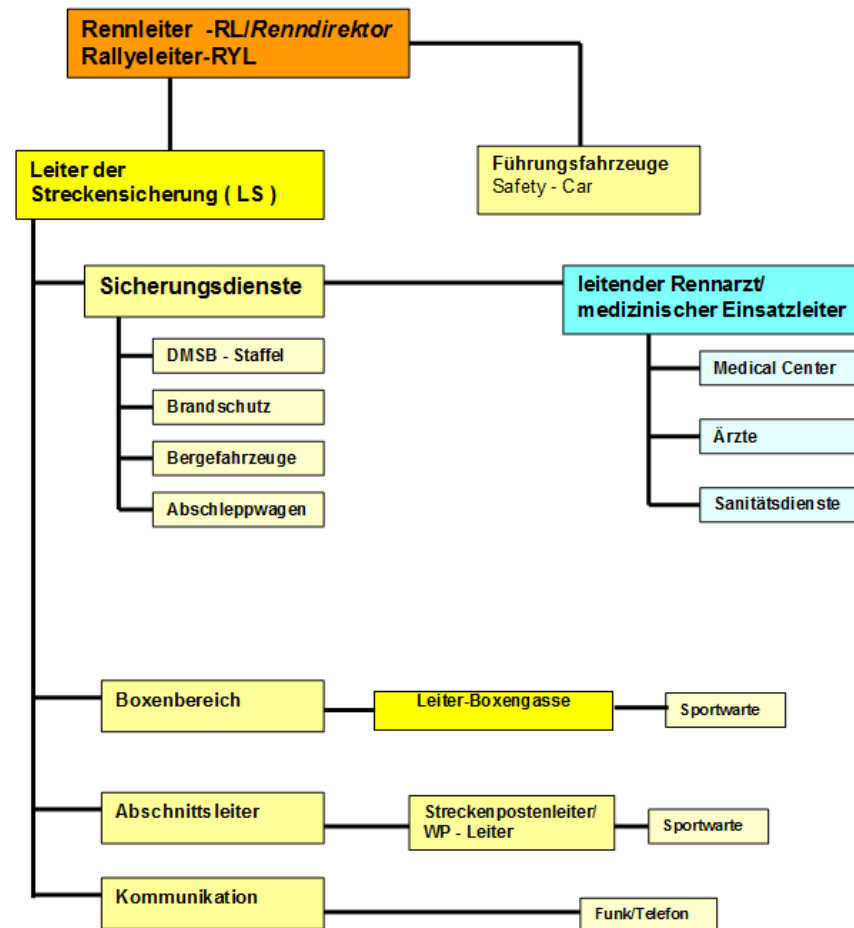 Rennleiter -RL/Renndirektor
Rallyeleiter-RYL
Leiter der
Streckensicherung ( LS )
Führungsfahrzeuge
Safety - Car
Sicherungsdienste
leitender Rennarzt/
medizinischer Einsatzleiter
DMSB - Staffel
Medical Center
Brandschutz
Ärzte
Bergefahrzeuge
Abschleppwagen
Sanitätsdienste
Boxenbereich
Leiter-Boxengasse
Sportwarte
Abschnittsleiter
Streckenpostenleiter/
WP - Leiter
Sportwarte
Kommunikation
Funk/Telefon